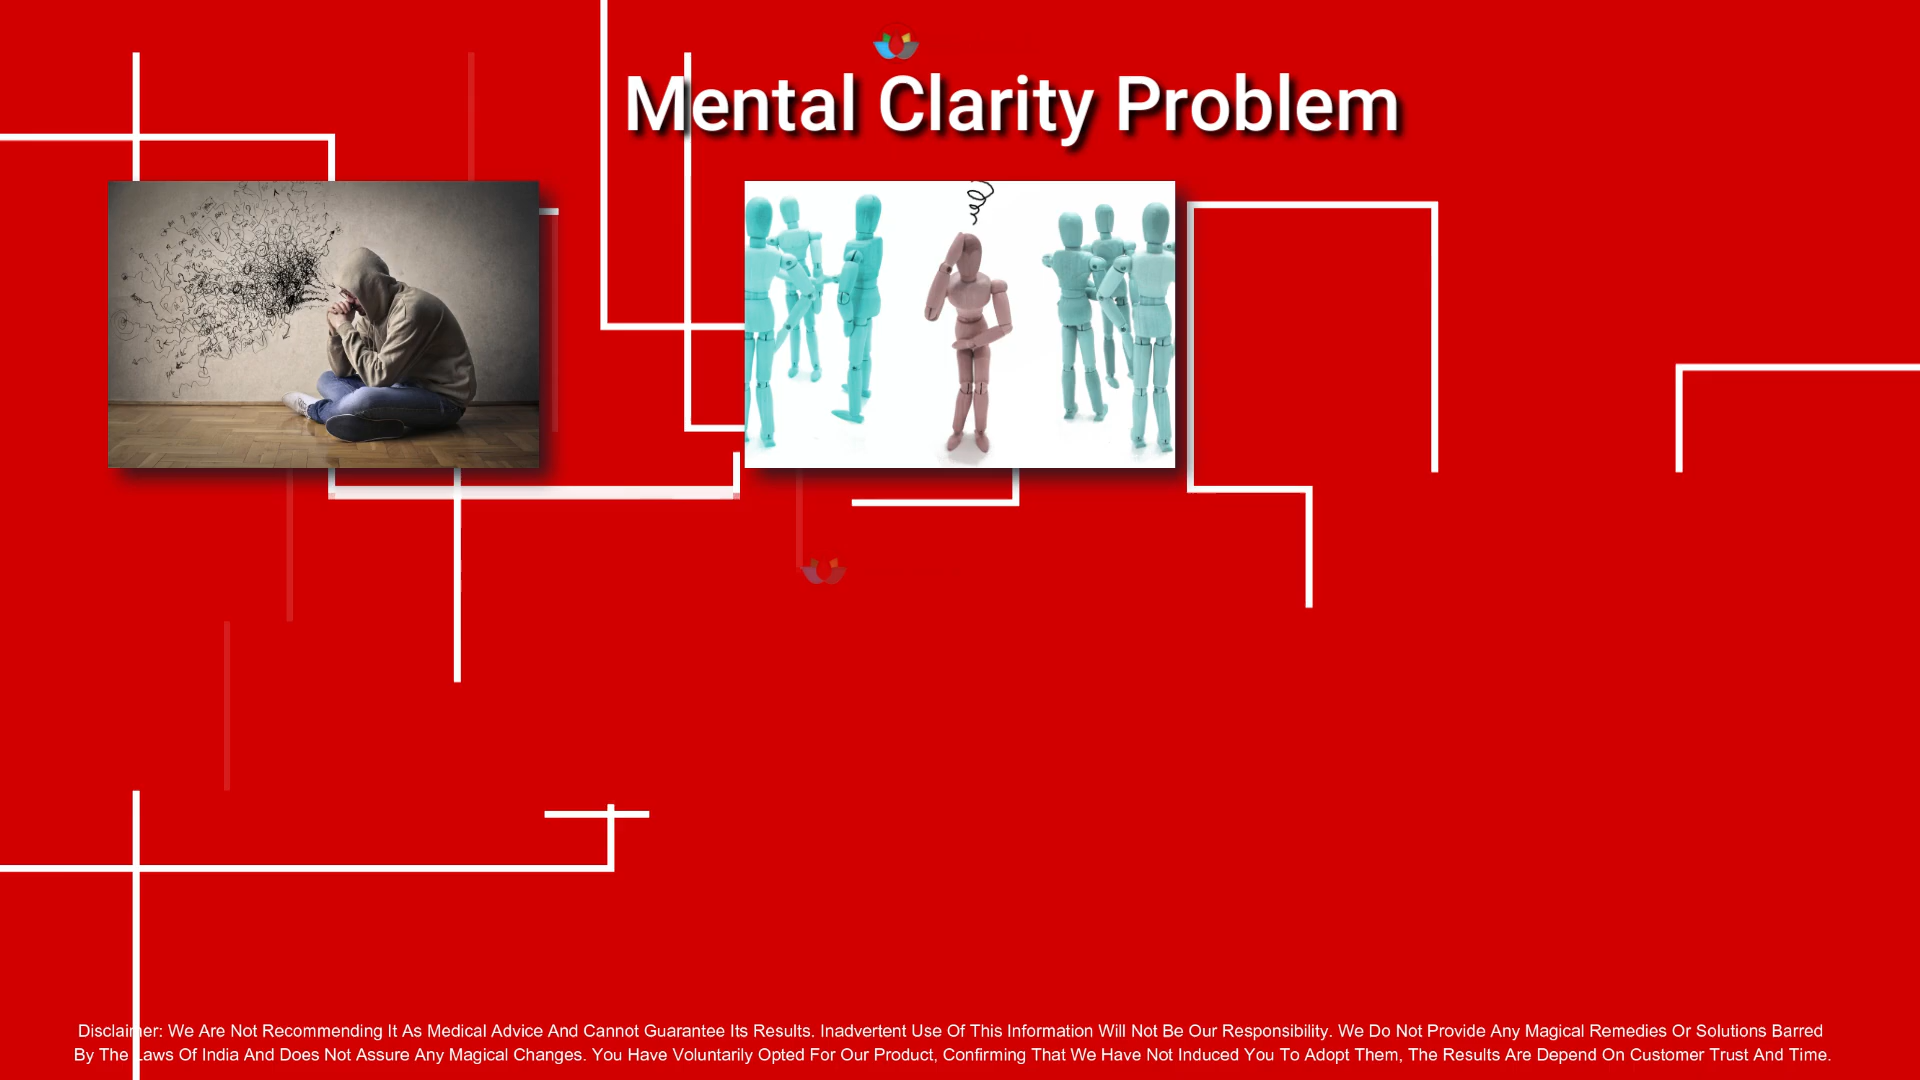 Mental Clarity Problem
Disclaimer: We Are Not Recommending It As Medical Advice And Cannot Guarantee Its Results. Inadvertent Use Of This Information Will Not Be Our Responsibility. We Do Not Provide Any Magical Remedies Or Solutions Barred
By The Laws Of India And Does Not Assure Any Magical Changes. You Have Voluntarily Opted For Our Product, Confirming That We Have Not Induced You To Adopt Them, The Results Are Depend On Customer Trust And Time.